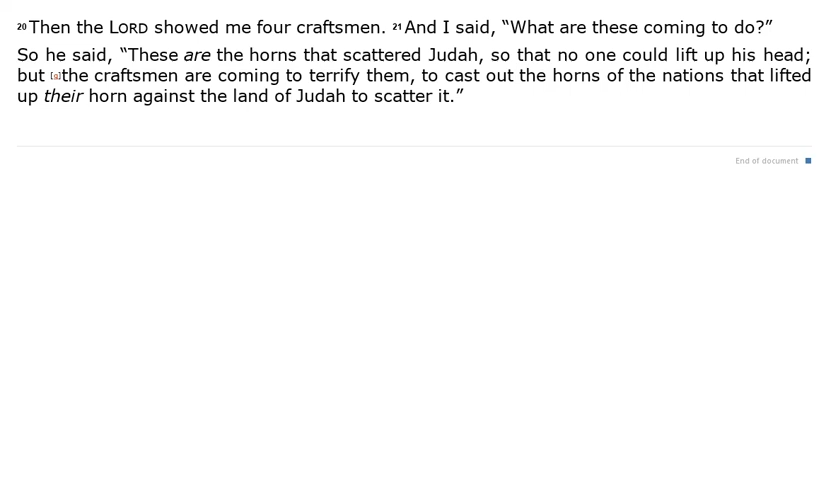 20 Then the LORD showed me four craftsmen. 21 And I said, “What are these coming to do?”
So he said, “These are the horns that scattered Judah, so that no one could lift up his head;
but [g]the craftsmen are coming to terrify them, to cast out the horns of the nations that lifted
up their horn against the land of Judah to scatter it.”
End of document